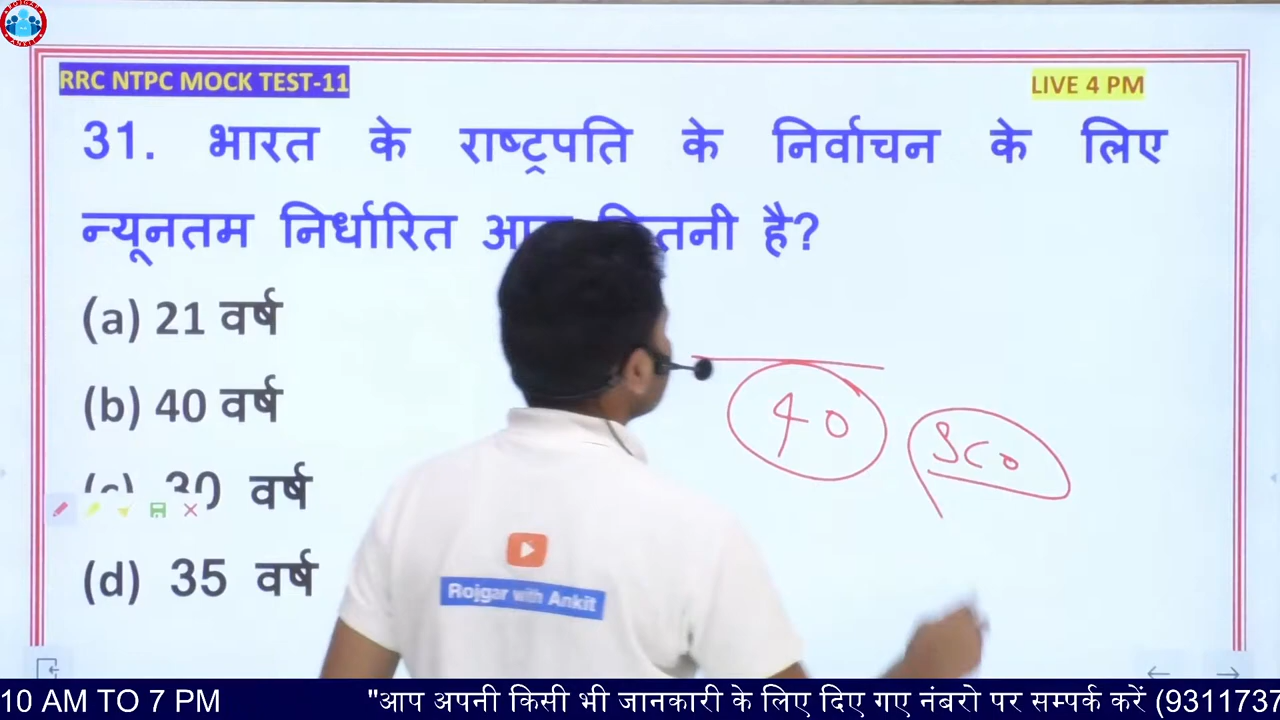 RRC NTPC MOCK TEST-11
LIVE 4 PM
31. भारत के राष्ट्रपति के निर्वाचन के लिए
न्यूनतम निर्धारित है?
(a) 21 वर्ष
(b) 40 वर्ष
(c) 30 वर्ष
(d) 35 वर्ष
40
Rojgar with Ankit
10 AM TO 7 PM "आप अपनी किसी भी जानकारी के लिए दिए गए नंबरो पर सम्पर्क करें (9311737